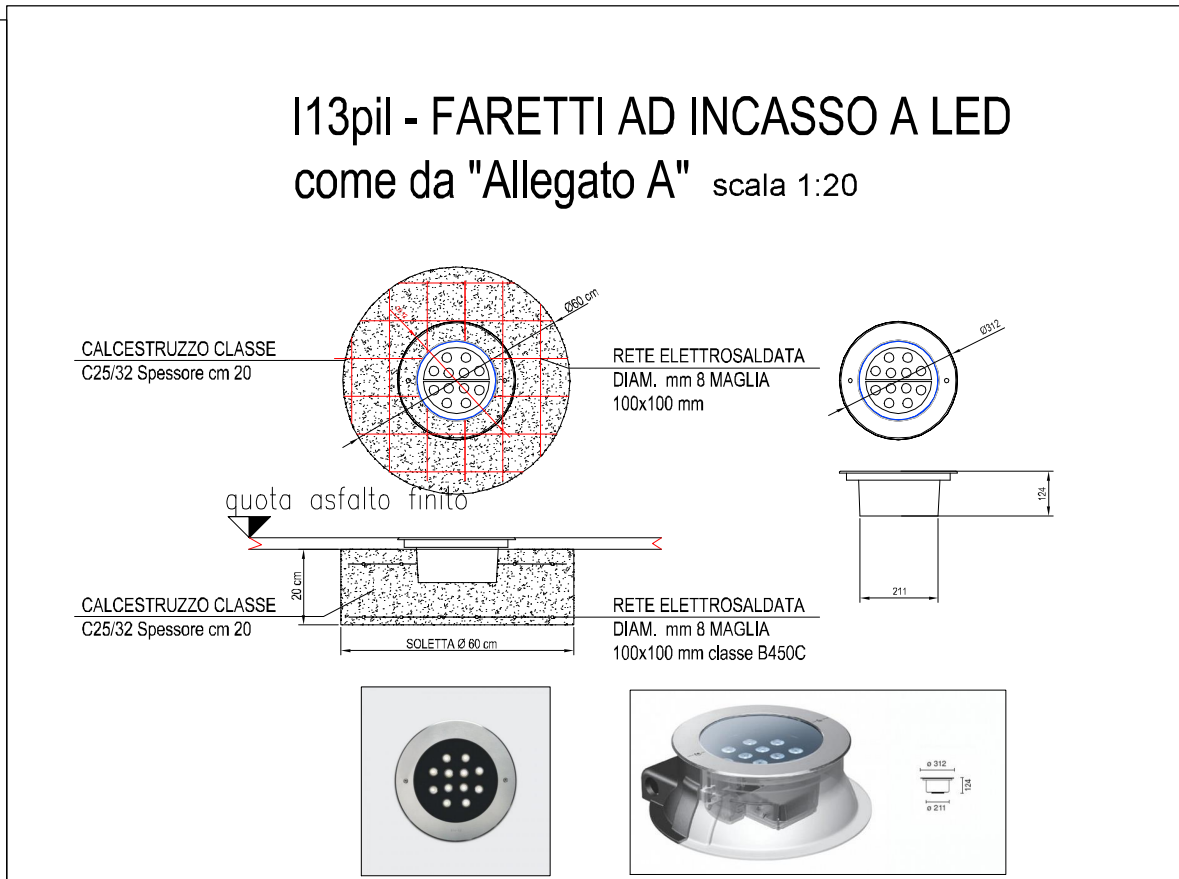 I13pil - FARETTI AD INCASSO A LED
come da "Allegato A" scala 1:20
Ø60 cm
Ø312
CALCESTRUZZO CLASSE
C25/32 Spessore cm 20
RETE ELETTROSALDATA
DIAM. mm 8 MAGLIA
100x100 mm
quota asfalto finito
124
20 cm
211
CALCESTRUZZO CLASSE
C25/32 Spessore cm 20
SOLETTA Ø 60 cm
RETE ELETTROSALDATA
DIAM. mm 8 MAGLIA
100x100 mm classe B450C
ø 312
124
ø 211